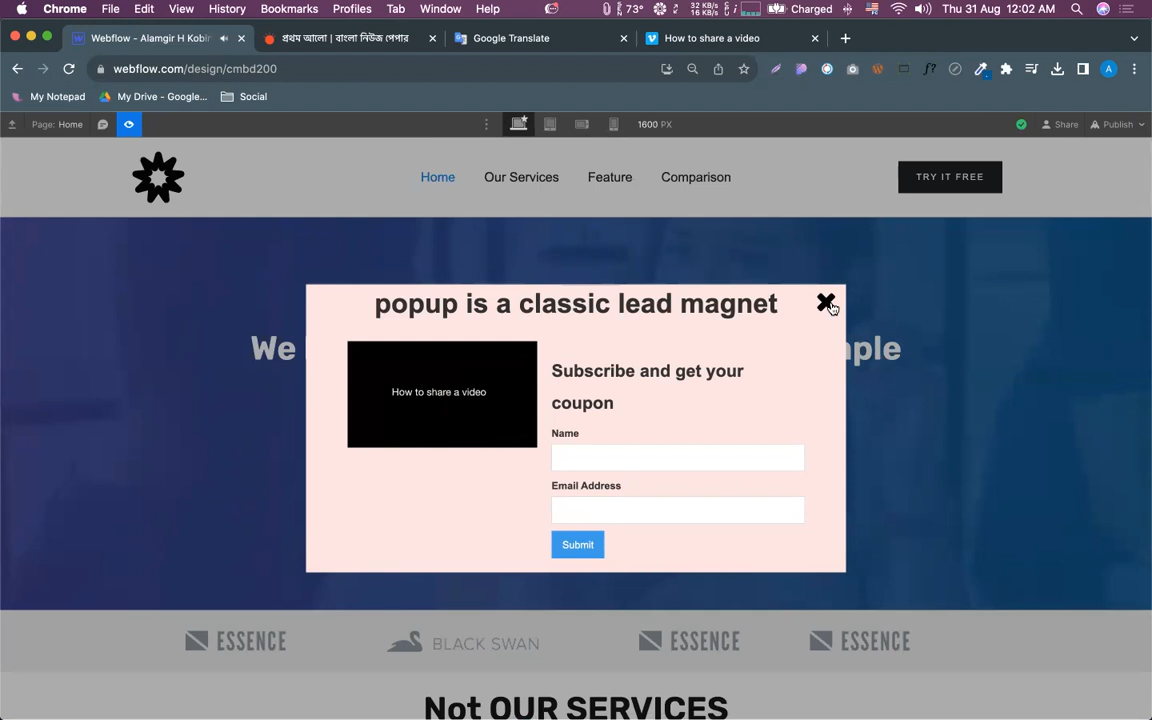 Chrome File Edit View History Bookmarks Profiles Tab Window Help 73° 32 KB/s 16 KB/s Charged Thu 31 Aug 12:02 AM
Webflow - Alamgir H Kobir প্রথম আলো | বাংলা নিউজ পেপার Google Translate How to share a video
webflow.com/design/cmbd200
My Notepad My Drive - Google... Social
Page: Home 1600 PX Share Publish
Home Our Services Feature Comparison TRY IT FREE
popup is a classic lead magnet
We
How to share a video
Subscribe and get your
coupon
Name
Email Address
Submit
ESSENCE BLACK SWAN ESSENCE ESSENCE
Not OUR SERVICES